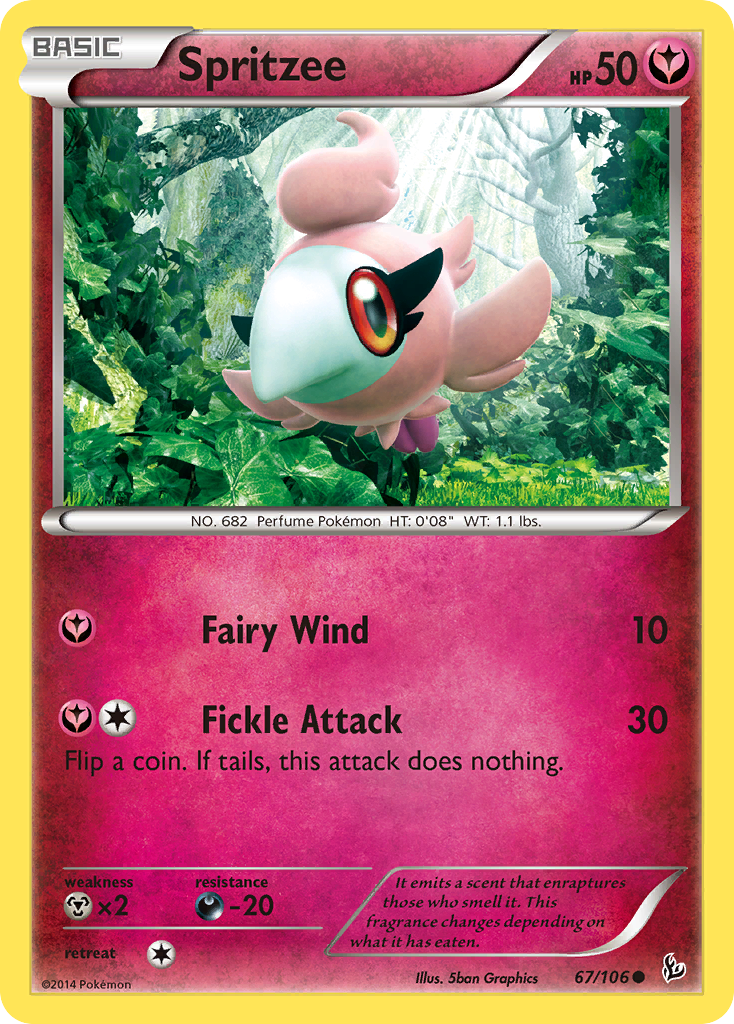 BASIC
Spritzee
HP 50
NO. 682 Perfume Pokémon HT: 0'08" WT: 1.1 lbs.
Fairy Wind 10
Fickle Attack 30
Flip a coin. If tails, this attack does nothing.
weakness resistance
×2 -20
It emits a scent that enraptures
those who smell it. This
fragrance changes depending on
what it has eaten.
retreat
©2014 Pokémon
Illus. 5ban Graphics 67/106